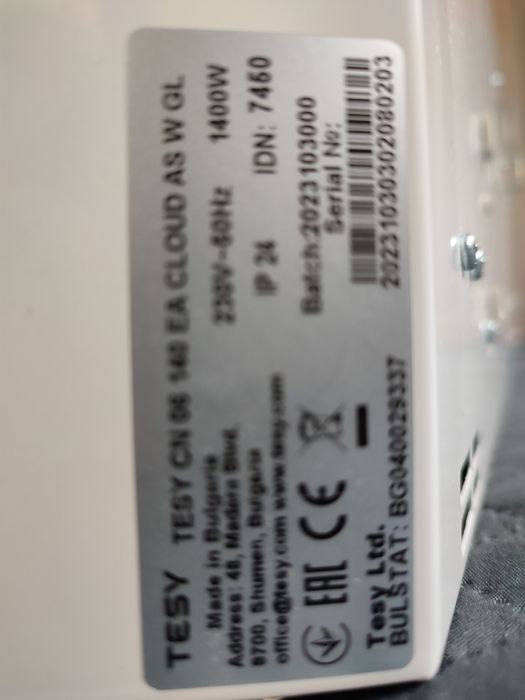 TESY TESY CN 06 140 EA CLOUD AS W GL
Made in Bulgaria
Address: 48, Madara Blvd,
9700, Shumen, Bulgaria
office@tesy.com www.tesy.com
230V~50Hz 1400W
IP 24 IDN: 7460
Batch:2023103000
Serial No:
20231030302080203
EAC CE
Tesy Ltd.
BULSTAT: BG040029337